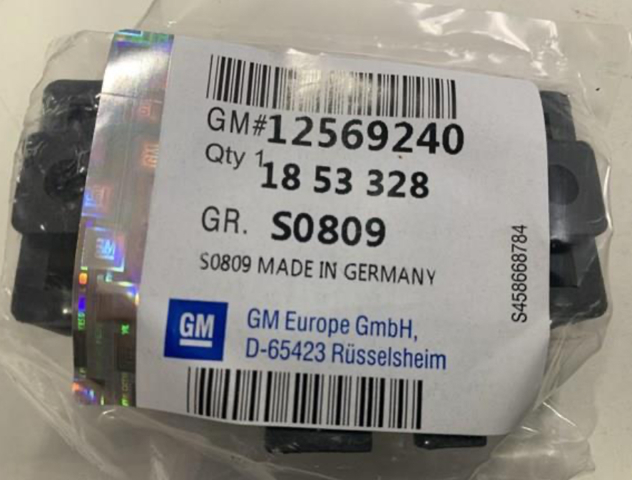 GM#12569240
Qty 1
18 53 328
GR. S0809
S0809 MADE IN GERMANY
S458668784
GM
GM Europe GmbH,
D-65423 Rüsselsheim
GM